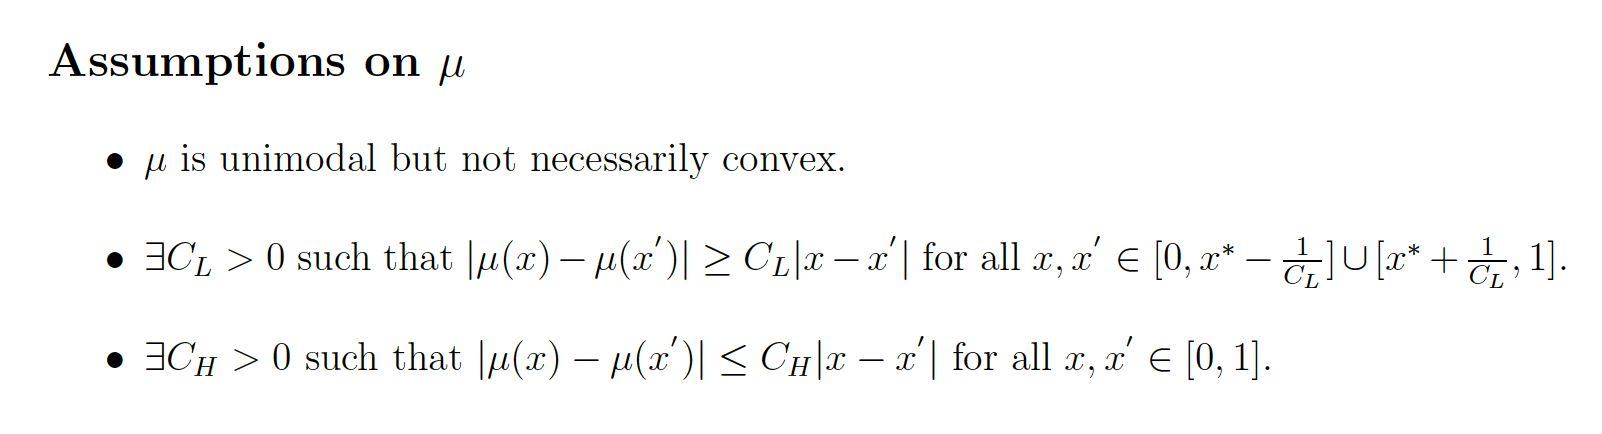 Assumptions on μ
• μ is unimodal but not necessarily convex.
• ∃C_L > 0 such that |μ(x) − μ(x′)| ≥ C_L|x − x′| for all x, x′ ∈ [0, x* − 1/C_L] ∪ [x* + 1/C_L, 1].
• ∃C_H > 0 such that |μ(x) − μ(x′)| ≤ C_H|x − x′| for all x, x′ ∈ [0, 1].